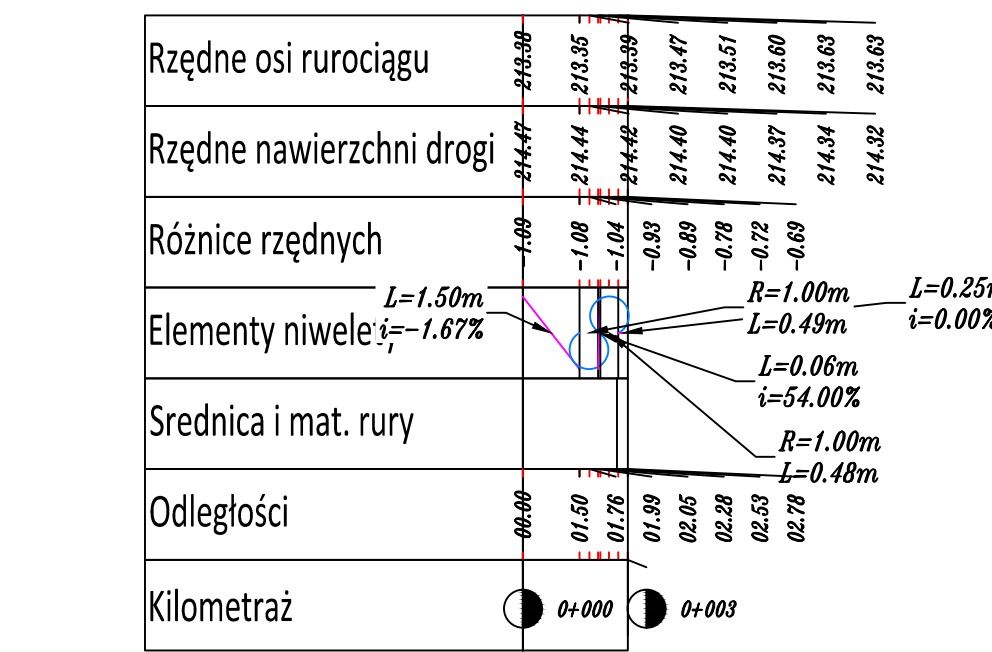 Rzędne osi rurociągu
213.38 213.35 213.39 213.47 213.51 213.60 213.63 213.63
Rzędne nawierzchni drogi
214.47 214.44 214.42 214.40 214.40 214.37 214.34 214.32
Różnice rzędnych
-1.09 -1.08 -1.04 -0.93 -0.89 -0.78 -0.72 -0.69
Elementy niwele
L=1.50m
i=-1.67%
R=1.00m
L=0.49m
L=0.25
i=0.00%
L=0.06m
i=54.00%
R=1.00m
L=0.48m
Srednica i mat. rury
Odległości
00.00 01.50 01.76 01.99 02.05 02.28 02.53 02.78
Kilometraż
0+000 0+003